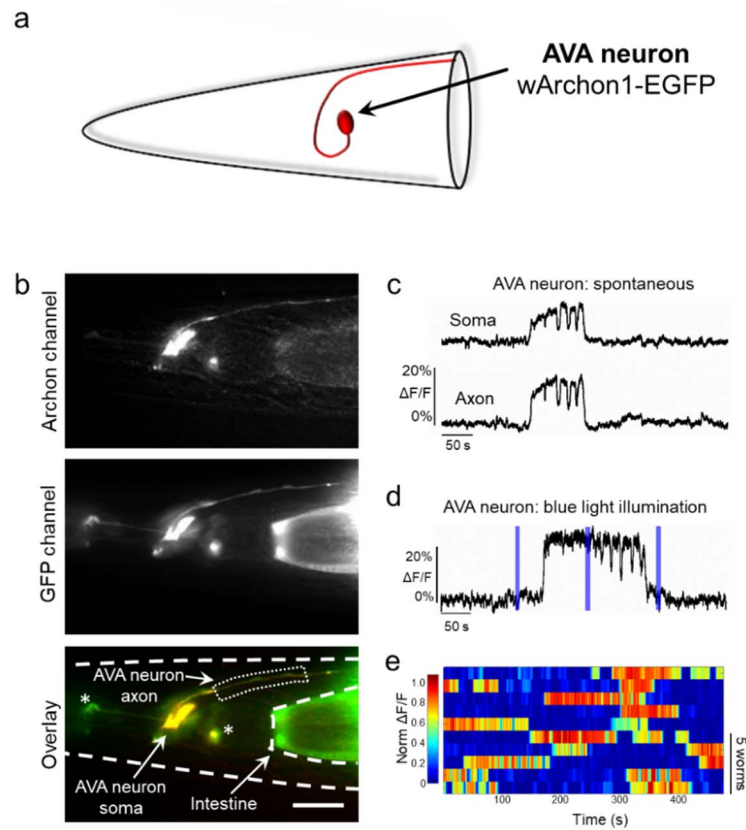 a
AVA neuron
wArchon1-EGFP
b
Archon channel
GFP channel
Overlay
AVA neuron
axon
*
*
AVA neuron
soma
Intestine
c
AVA neuron: spontaneous
Soma
20%
ΔF/F
0%
Axon
50 s
d
AVA neuron: blue light illumination
20%
ΔF/F
0%
50 s
e
Norm ΔF/F
1.0
0.8
0.6
0.4
0.2
0
100
200
300
400
Time (s)
5 worms